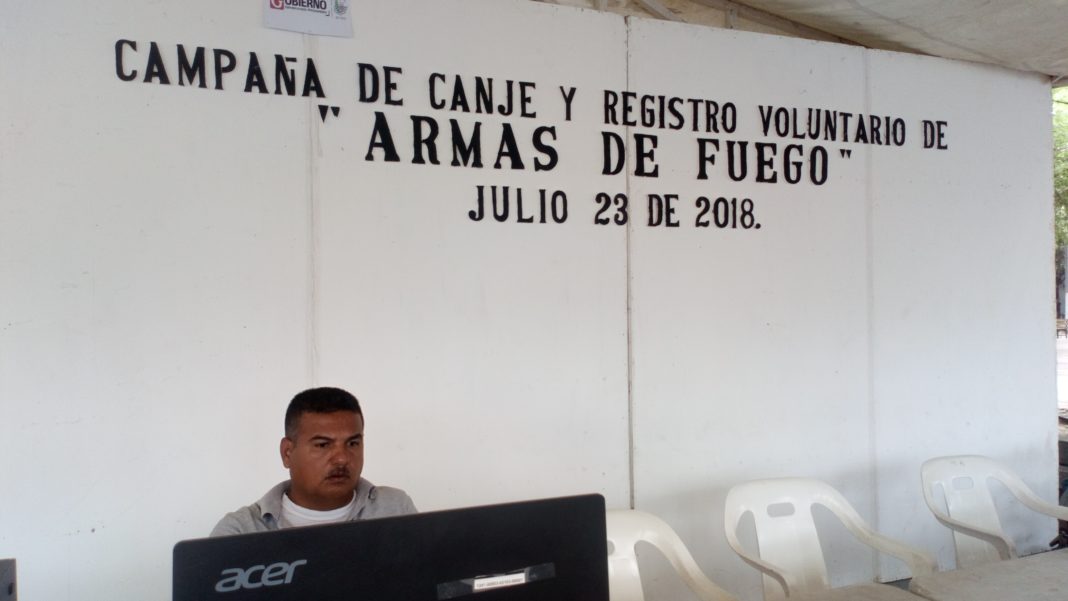 GOBIERNO
CAMPAÑA DE CANJE Y REGISTRO VOLUNTARIO DE
" ARMAS DE FUEGO "
JULIO 23 DE 2018.
acer